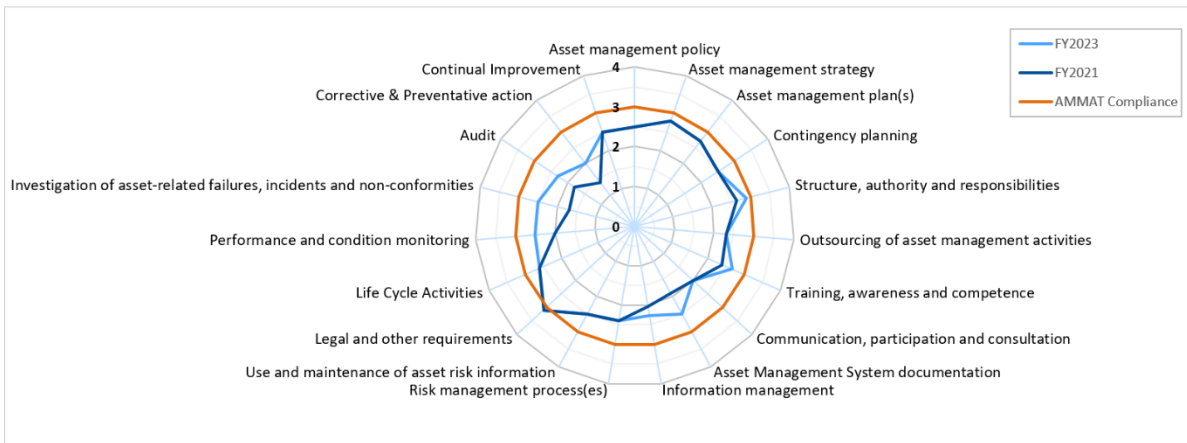 Asset management policy
Asset management strategy
Asset management plan(s)
Contingency planning
Structure, authority and responsibilities
Outsourcing of asset management activities
Training, awareness and competence
Communication, participation and consultation
Asset Management System documentation
Information management
Risk management process(es)
Use and maintenance of asset risk information
Legal and other requirements
Life Cycle Activities
Performance and condition monitoring
Investigation of asset-related failures, incidents and non-conformities
Audit
Corrective & Preventative action
Continual Improvement
4
3
2
1
0
FY2023
FY2021
AMMAT Compliance